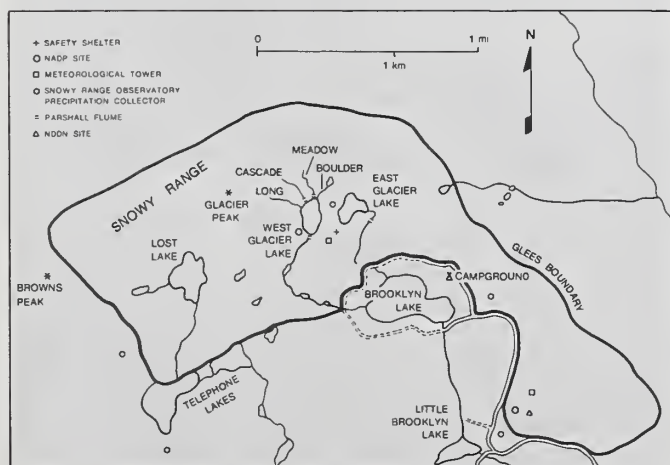 + SAFETY SHELTER
○ NADP SITE
□ METEOROLOGICAL TOWER
○ SNOWY RANGE OBSERVATORY
PRECIPITATION COLLECTOR
= PARSHALL FLUME
△ NDDN SITE
0
1 mi
1 km
N
MEADOW
CASCADE
BOULDER
LONG
EAST
GLACIER
LAKE
SNOWY RANGE
*
GLACIER
PEAK
WEST
GLACIER
LAKE
LOST
LAKE
GLEES BOUNDARY
*
BROWNS
PEAK
CAMPGROUND
BROOKLYN
LAKE
TELEPHONE
LAKES
LITTLE
BROOKLYN
LAKE